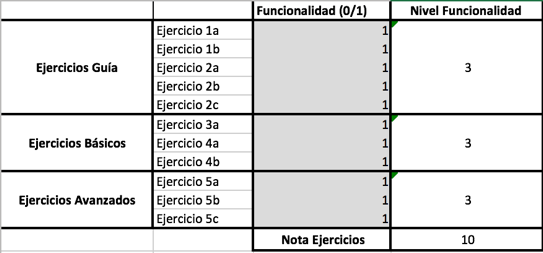 Funcionalidad (0/1) Nivel Funcionalidad
Ejercicios Guía
Ejercicio 1a 1
Ejercicio 1b 1
Ejercicio 2a 1
Ejercicio 2b 1
Ejercicio 2c 1
3
Ejercicios Básicos
Ejercicio 3a 1
Ejercicio 4a 1
Ejercicio 4b 1
3
Ejercicios Avanzados
Ejercicio 5a 1
Ejercicio 5b 1
Ejercicio 5c 1
3
Nota Ejercicios 10